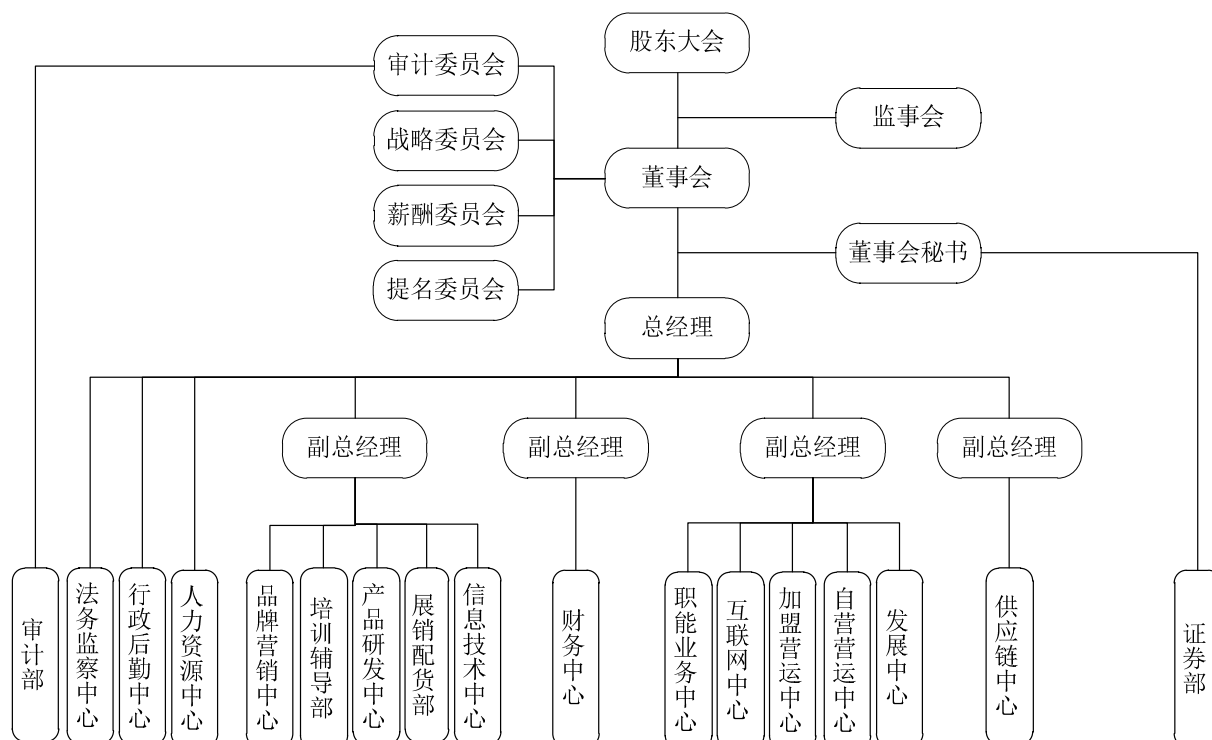 股东大会
审计委员会
监事会
战略委员会
董事会
薪酬委员会
董事会秘书
提名委员会
总经理
副总经理
副总经理
副总经理
副总经理
审计部
法务监察中心
行政后勤中心
人力资源中心
品牌营销中心
培训辅导部
产品研发中心
展销配货部
信息技术中心
财务中心
职能业务中心
互联网中心
加盟营运中心
自营营运中心
发展中心
供应链中心
证券部